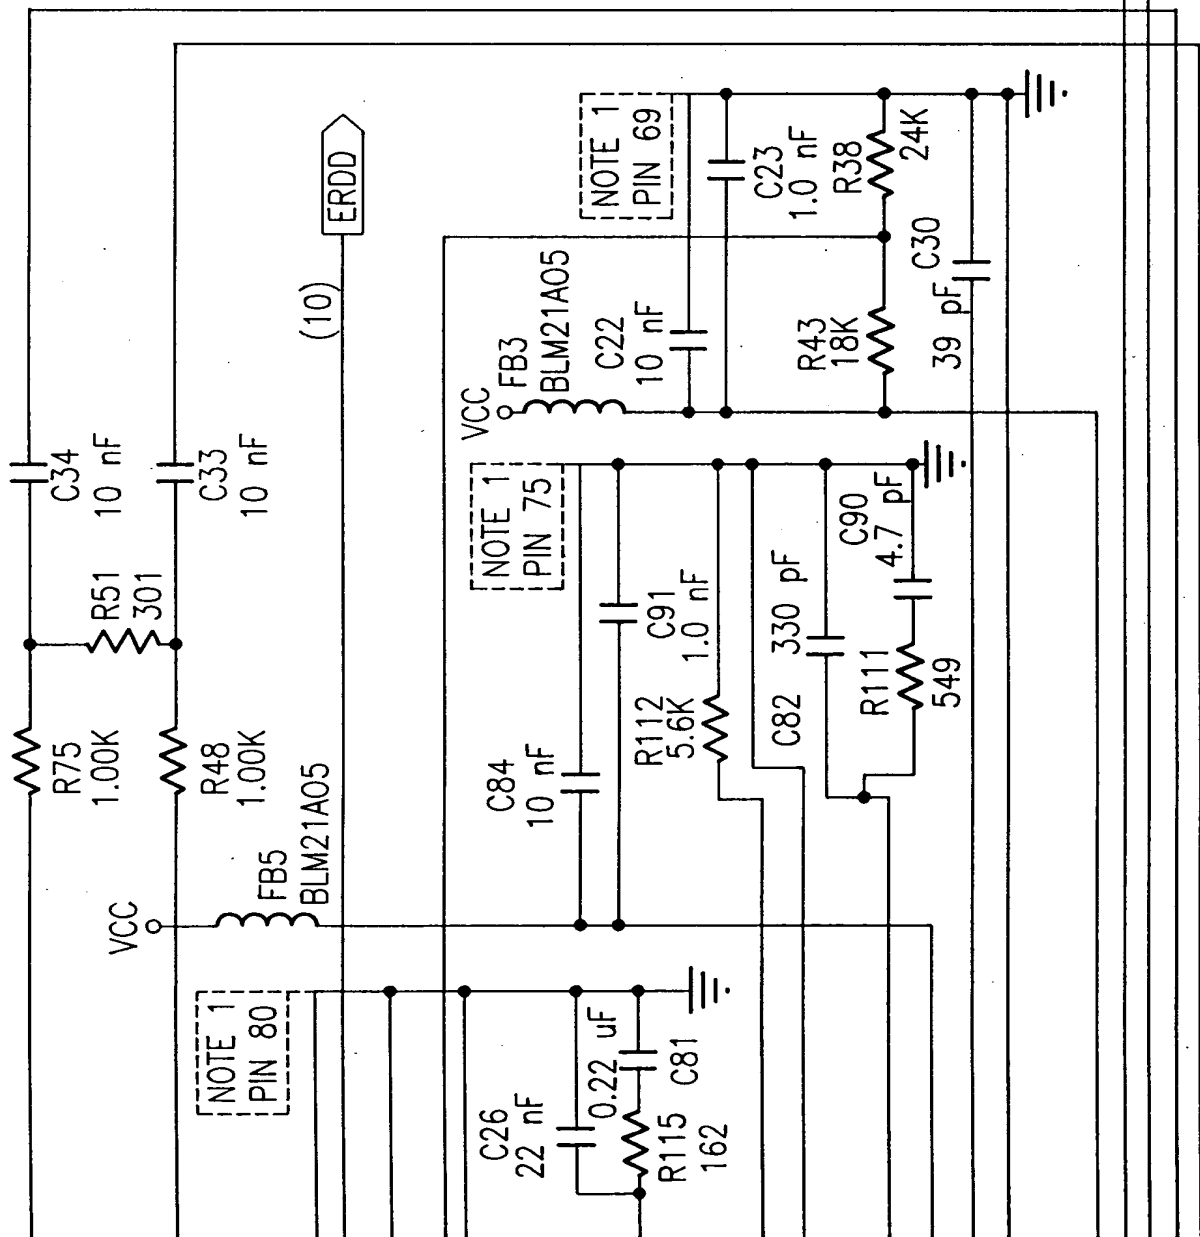 C34
10 nF
C33
10 nF
R51
301
R75
1.00K
R48
1.00K
(10)
ERDD
NOTE 1
PIN 69
C23
1.0 nF
R38
24K
C30
39 pF
R43
18K
C22
10 nF
VCC
FB3
BLM21A05
NOTE 1
PIN 75
C91
1.0 nF
C90
4.7 pF
330 pF
C82
R111
549
R112
5.6K
C84
10 nF
VCC
FB5
BLM21A05
NOTE 1
PIN 80
C26
22 nF
0.22 uF
C81
R115
162